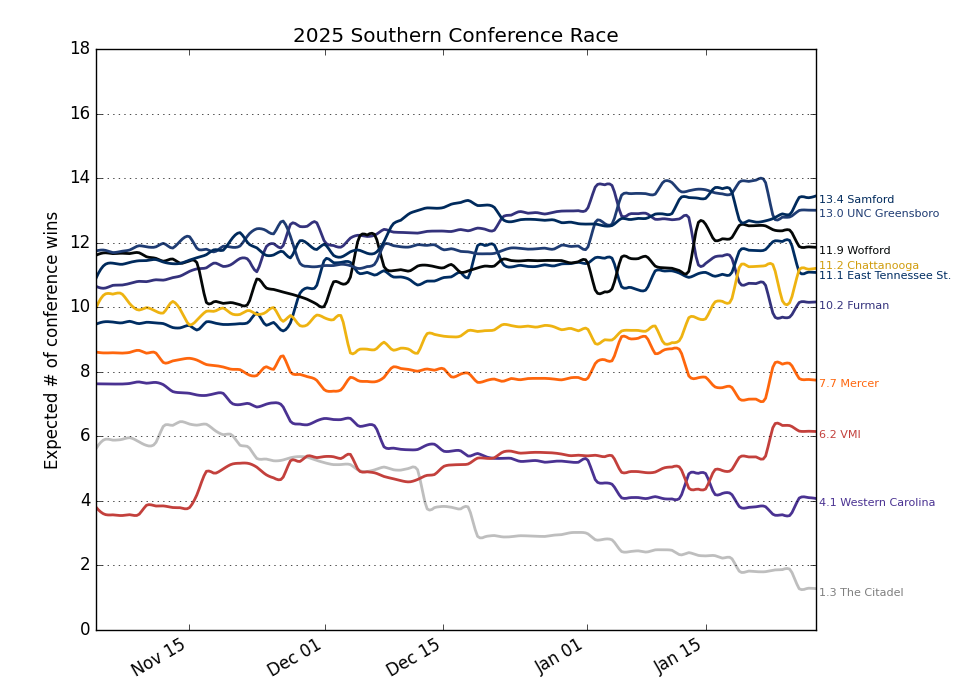 2025 Southern Conference Race
Expected # of conference wins
18
16
14
12
10
8
6
4
2
0
Nov 15
Dec 01
Dec 15
Jan 01
Jan 15
13.4 Samford
13.0 UNC Greensboro
11.9 Wofford
11.2 Chattanooga
11.1 East Tennessee St.
10.2 Furman
7.7 Mercer
6.2 VMI
4.1 Western Carolina
1.3 The Citadel